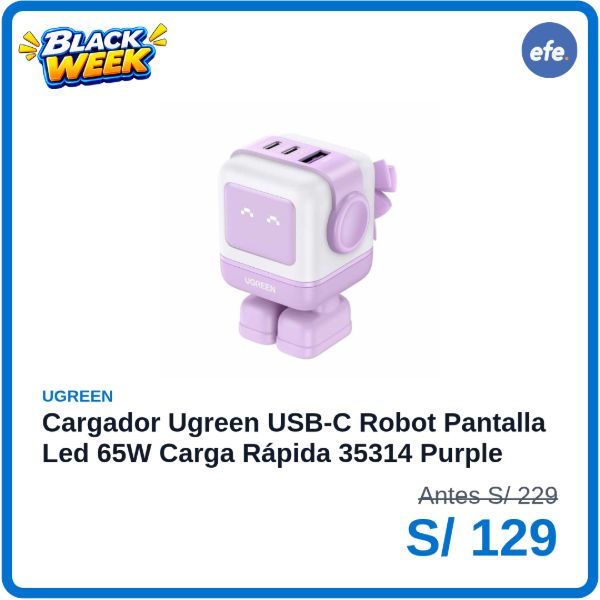 BLACK
WEEK
efe.
UGREEN
UGREEN
Cargador Ugreen USB-C Robot Pantalla
Led 65W Carga Rápida 35314 Purple
Antes S/ 229
S/ 129